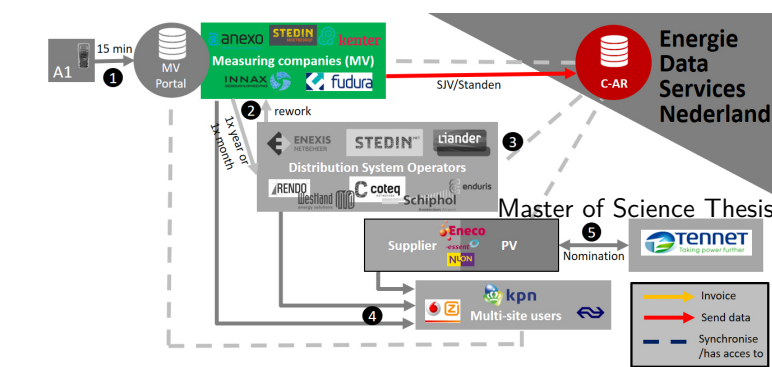 A1
15 min
1
MV
Portal
anexo
STEDIN
kenter
Measuring companies (MV)
INNAX
fudura
SJV/Standen
C-AR
Energie
Data
Services
Nederland
1x year or
1x month
2
rework
3
ENEXIS
NETBEHEER
STEDIN
Liander
Distribution System Operators
RENDO
Westland
coteq
Schiphol
enduris
Master of Science Thesis
Supplier
Eneco
essent
NUON
PV
5
Nomination
TENNET
Taking power further
4
kpn
Z
Multi-site users
Invoice
Send data
Synchronise
/has acces to